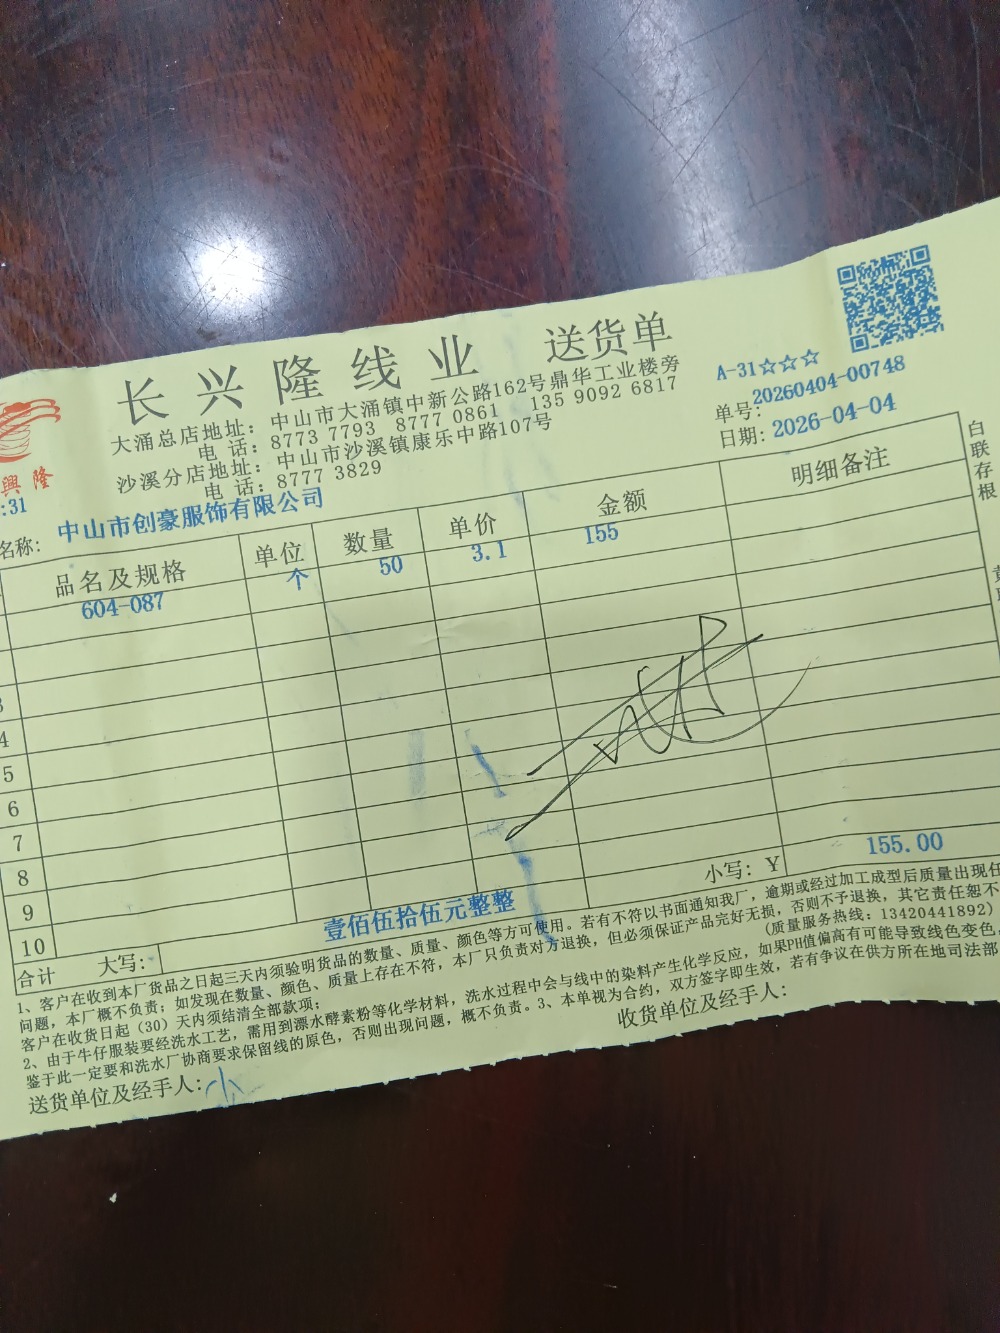 长兴隆线业 送货单
大涌总店地址：中山市大涌镇中新公路162号鼎华工业楼旁
电 话：8773 7793 8777 0861 135 9092 6817
沙溪分店地址：中山市沙溪镇康乐中路107号
电 话：8777 3829
A-31☆☆☆
单号：20260404-00748
日期：2026-04-04
興隆
:31
名称：中山市创豪服饰有限公司
白联存根
品名及规格 单位 数量 单价 金额 明细备注
604-087 个 50 3.1 155
4
5
6
7
8
9
10
合计 大写：壹佰伍拾伍元整整 小写：Y 155.00
1、客户在收到本厂货品之日起三天内须验明货品的数量、质量、颜色等方可使用。若有不符以书面通知我厂，逾期或经过加工成型后质量出现任
问题，本厂概不负责；如发现在数量、颜色、质量上存在不符，本厂只负责对方退换，但必须保证产品完好无损，否则不予退换，其它责任恕不
客户在收货日起（30）天内须结清全部款项； （质量服务热线：13420441892）
2、由于牛仔服装要经洗水工艺，需用到漂水酵素粉等化学材料，洗水过程中会与线中的染料产生化学反应，如果PH值偏高有可能导致线色变色，
鉴于此一定要和洗水厂协商要求保留线的原色，否则出现问题，概不负责。3、本单视为合约，双方签字即生效，若有争议在供方所在地司法部
送货单位及经手人：小 收货单位及经手人：